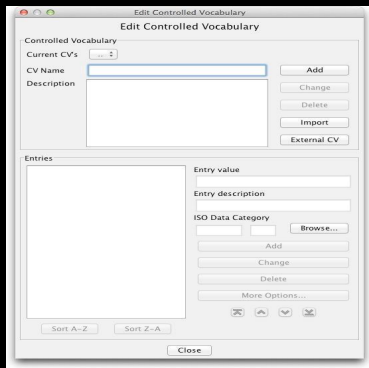 Edit Controlled Vocabulary
Edit Controlled Vocabulary
Controlled Vocabulary
Current CV's ...
CV Name Add
Description Change
Delete
Import
External CV
Entries
Entry value
Entry description
ISO Data Category
Browse...
Add
Change
Delete
More Options...
Sort A-Z Sort Z-A
Close